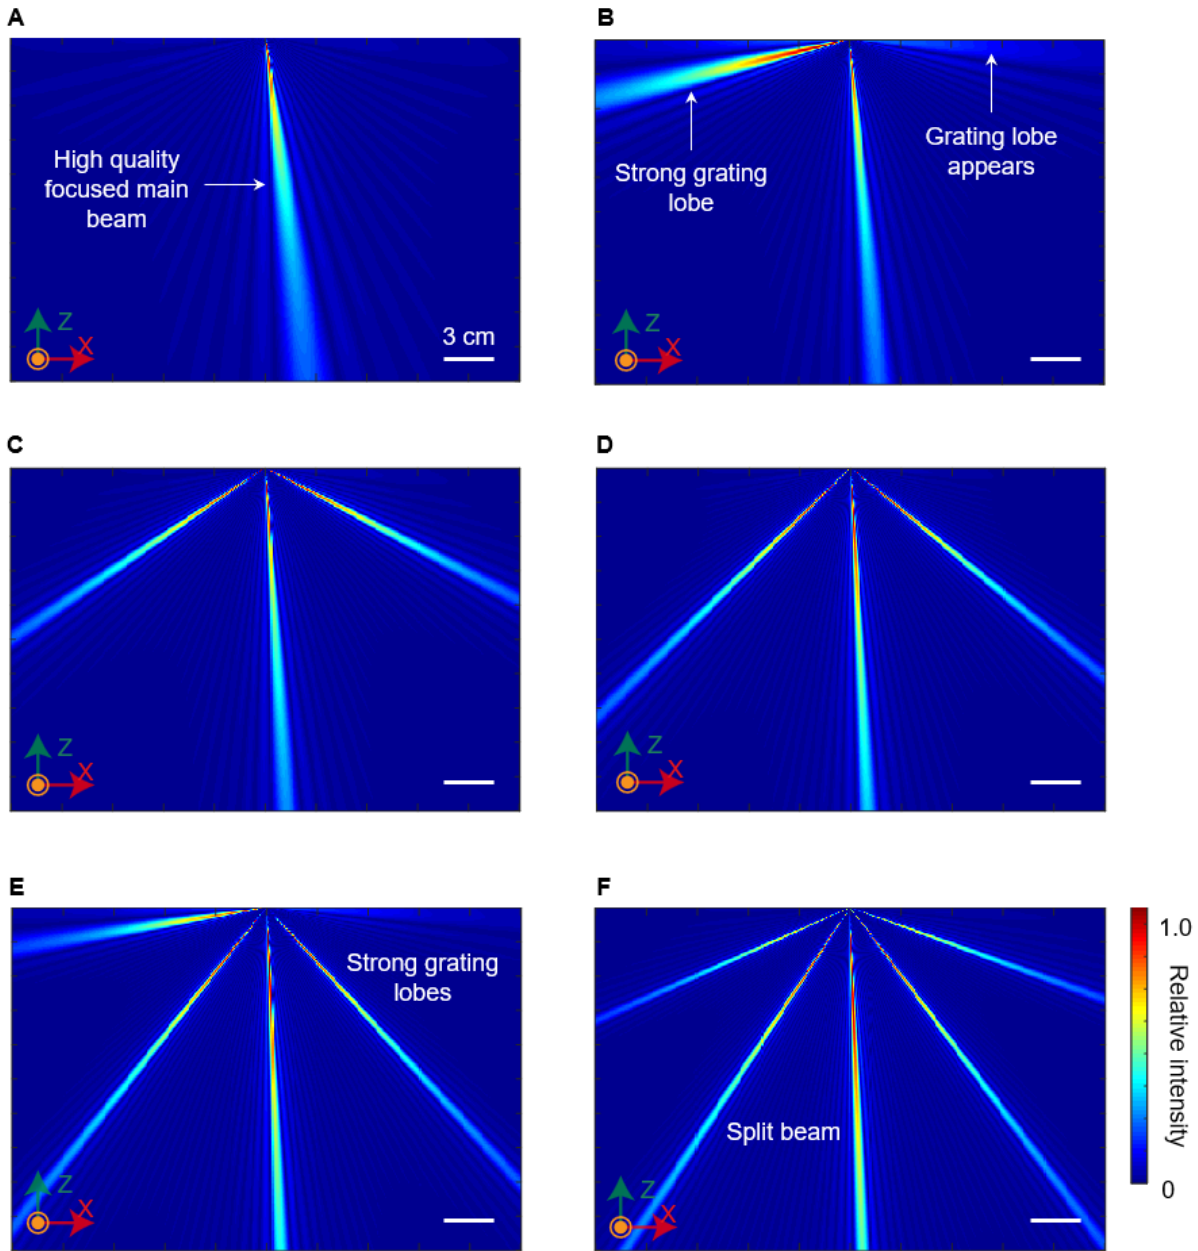 A
High quality
focused main
beam
Z
X
3 cm
B
Strong grating
lobe
Grating lobe
appears
Z
X
C
Z
X
D
Z
X
E
Strong grating
lobes
Z
X
F
Split beam
Z
X
1.0
Relative intensity
0